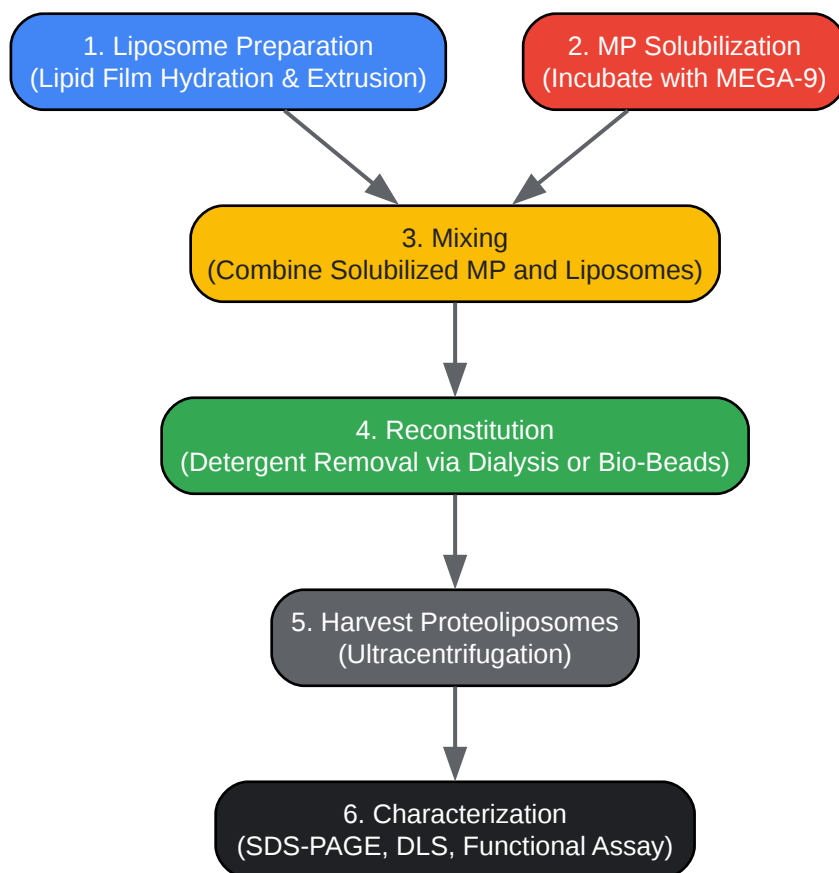 1. Liposome Preparation
(Lipid Film Hydration & Extrusion)
2. MP Solubilization
(Incubate with MEGA-9)
3. Mixing
(Combine Solubilized MP and Liposomes)
4. Reconstitution
(Detergent Removal via Dialysis or Bio-Beads)
5. Harvest Proteoliposomes
(Ultracentrifugation)
6. Characterization
(SDS-PAGE, DLS, Functional Assay)